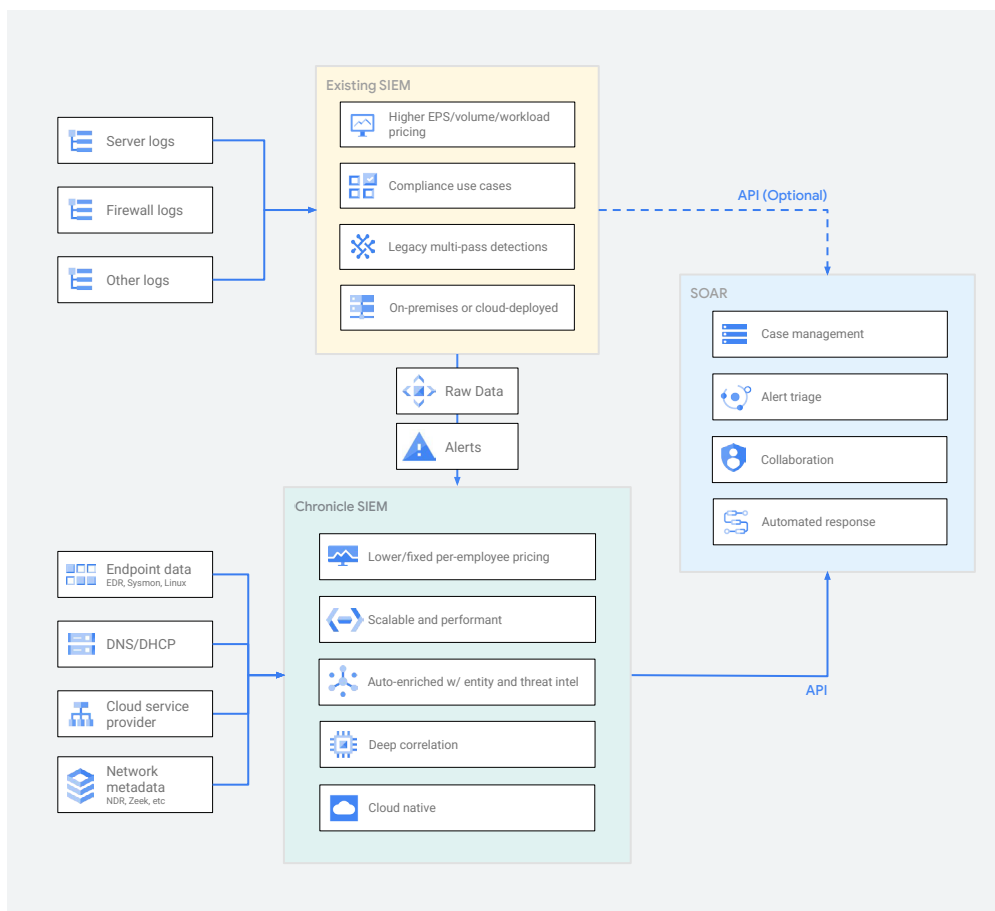 Existing SIEM
Higher EPS/volume/workload
pricing
Compliance use cases
Legacy multi-pass detections
On-premises or cloud-deployed
Server logs
Firewall logs
Other logs
API (Optional)
SOAR
Case management
Alert triage
Collaboration
Automated response
Raw Data
Alerts
Chronicle SIEM
Lower/fixed per-employee pricing
Scalable and performant
Auto-enriched w/ entity and threat intel
Deep correlation
Cloud native
Endpoint data
EDR, Sysmon, Linux
DNS/DHCP
Cloud service
provider
Network
metadata
NDR, Zeek, etc
API